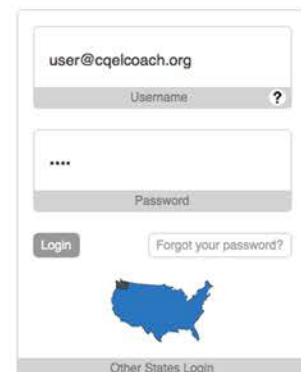 user@cqelcoach.org
Username ?
••••
Password
Login Forgot your password?
Other States Login